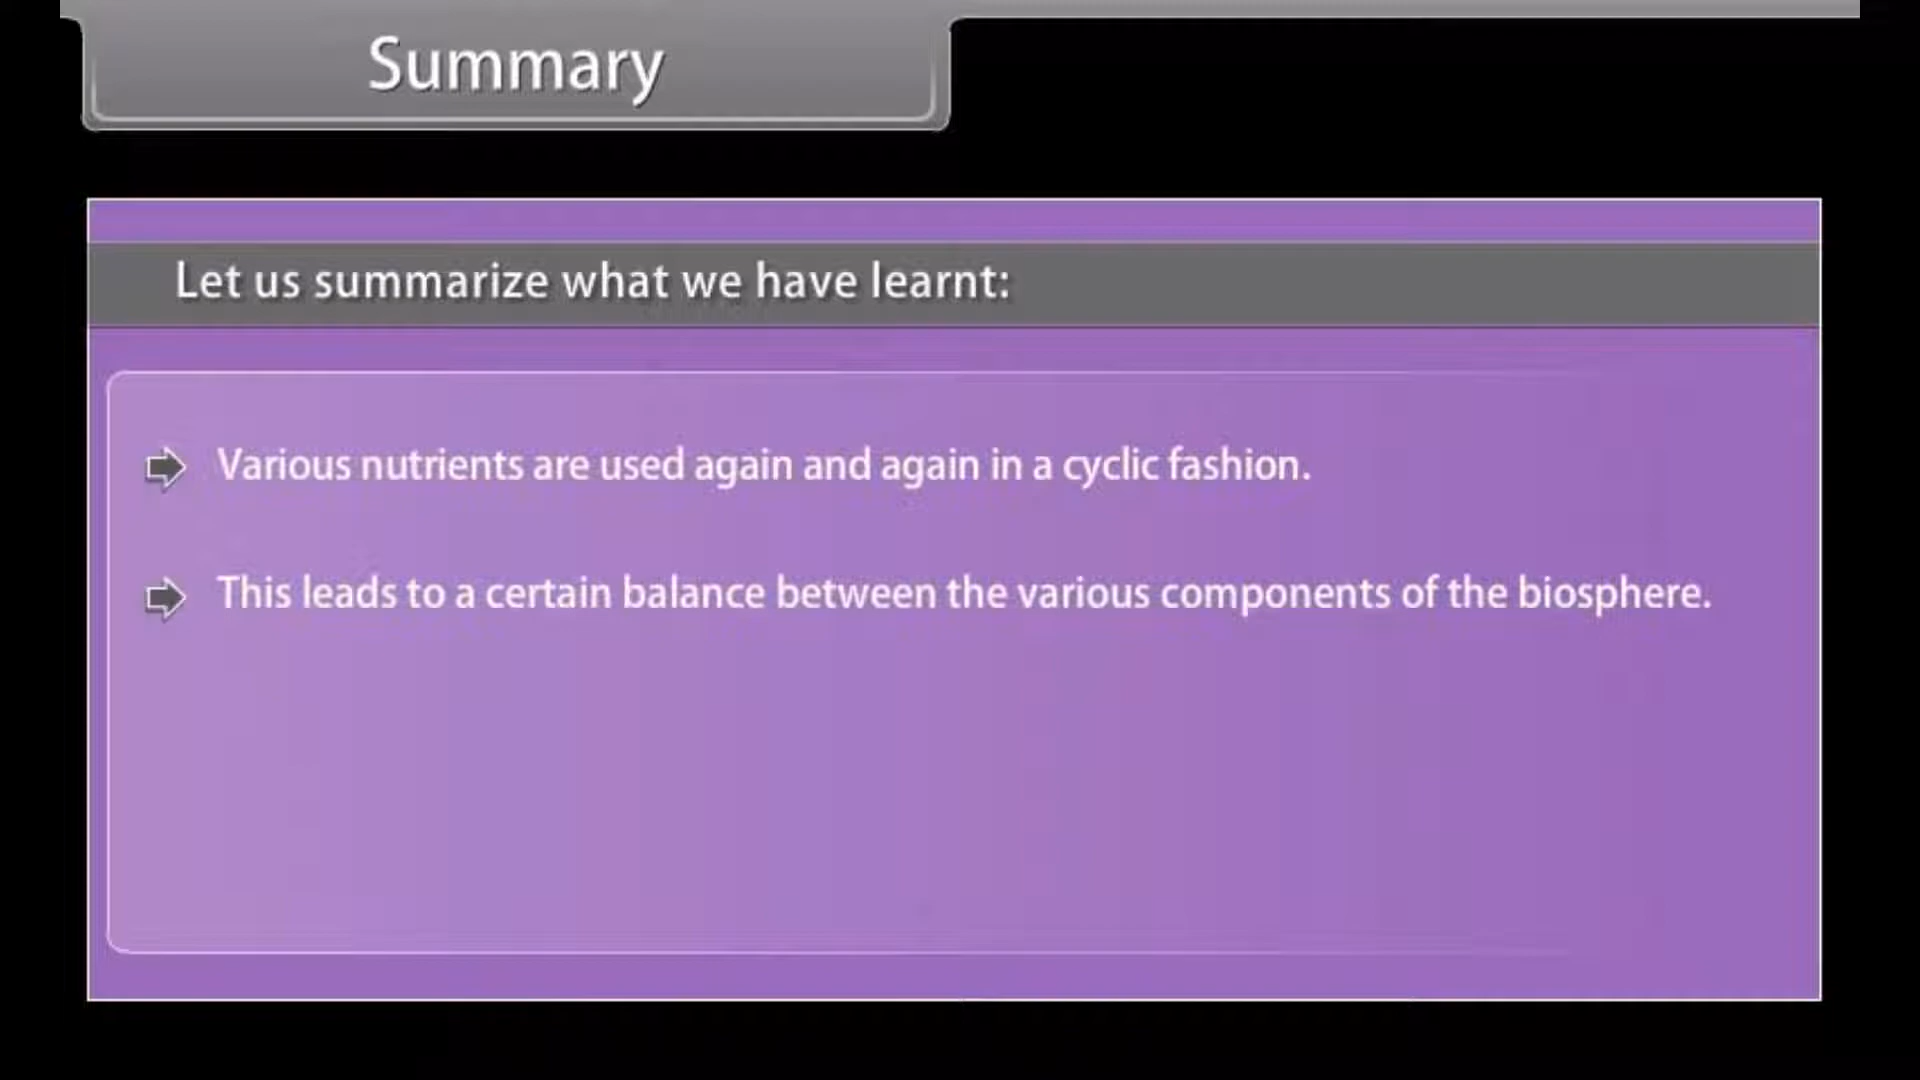 Summary
Let us summarize what we have learnt:
Various nutrients are used again and again in a cyclic fashion.
This leads to a certain balance between the various components of the biosphere.